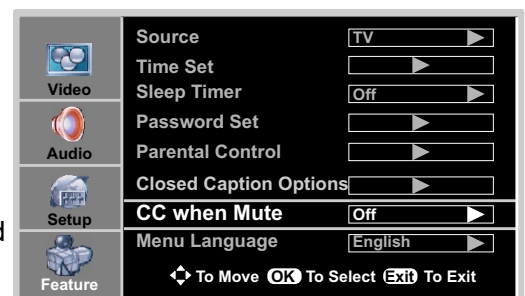 Video
Audio
Setup
Feature
Source TV
Time Set
Sleep Timer Off
Password Set
Parental Control
Closed Caption Options
CC when Mute Off
Menu Language English
To Move OK To Select Exit To Exit